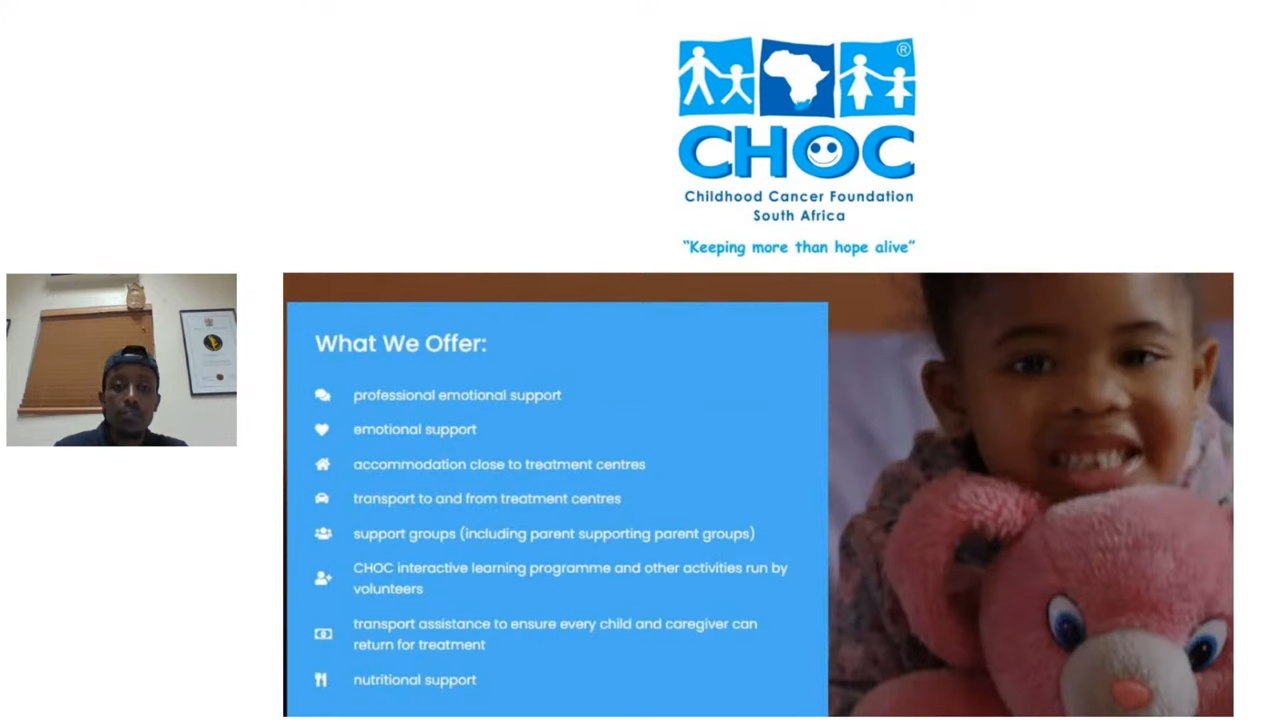 ®
CHOC
Childhood Cancer Foundation
South Africa
"Keeping more than hope alive"
What We Offer:
professional emotional support
emotional support
accommodation close to treatment centres
transport to and from treatment centres
support groups (including parent supporting parent groups)
CHOC interactive learning programme and other activities run by
volunteers
transport assistance to ensure every child and caregiver can
return for treatment
nutritional support